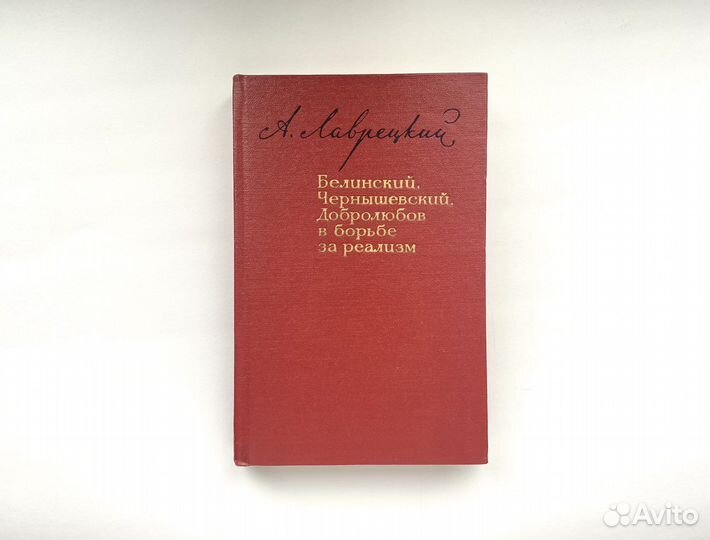 А. Лаврецкий
Белинский,
Чернышевский,
Добролюбов
в борьбе
за реализм
Avito